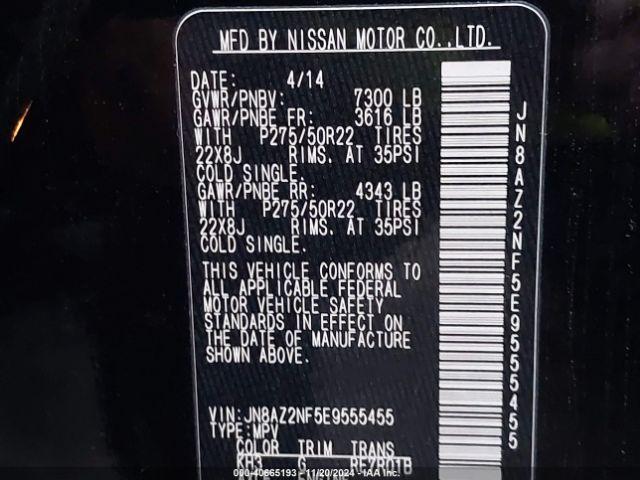 MFD BY NISSAN MOTOR CO.,LTD.
DATE: 4/14
GVWR/PNBV: 7300 LB
GAWR/PNBE FR: 3616 LB
WITH P275/50R22 TIRES
22X8J RIMS. AT 35PSI
COLD SINGLE.
GAWR/PNBE RR: 4343 LB
WITH P275/50R22 TIRES
22X8J RIMS. AT 35PSI
COLD SINGLE.
THIS VEHICLE CONFORMS TO
ALL APPLICABLE FEDERAL
MOTOR VEHICLE SAFETY
STANDARDS IN EFFECT ON
THE DATE OF MANUFACTURE
SHOWN ABOVE.
VIN:JN8AZ2NF5E9555455
TYPE:MPV
COLOR TRIM TRANS
KH3 G RE7R01B
JN8AZ2NF5E9555455
© IAA 40665193 - 11/20/2024 - IAAI.com